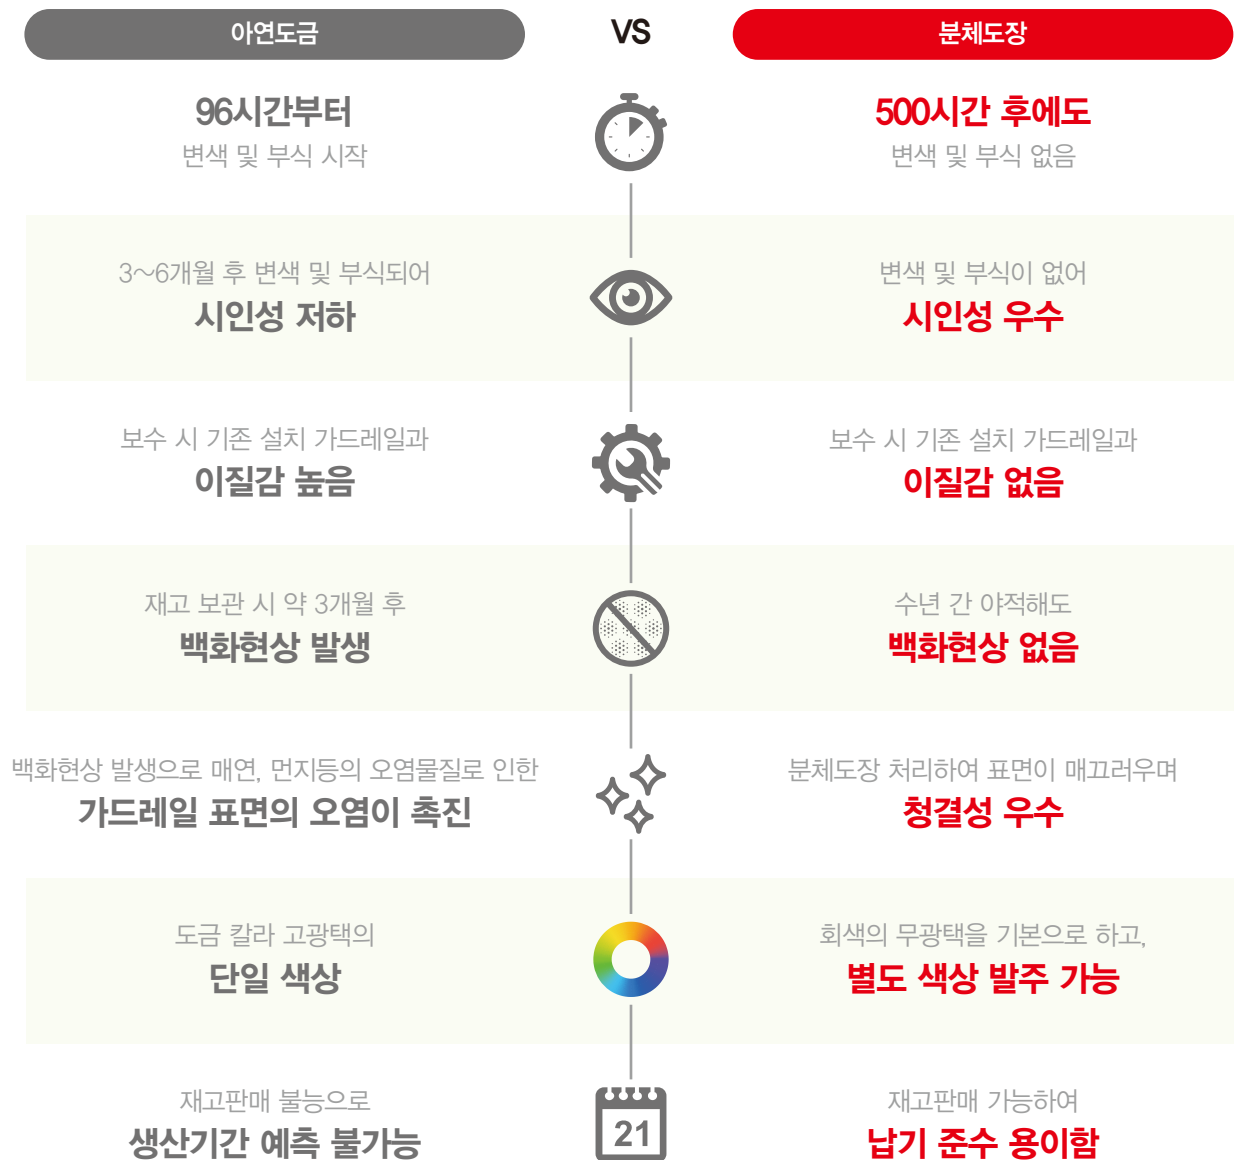 아연도금
VS
분체도장
96시간부터
변색 및 부식 시작
500시간 후에도
변색 및 부식 없음
3~6개월 후 변색 및 부식되어
시인성 저하
변색 및 부식이 없어
시인성 우수
보수 시 기존 설치 가드레일과
이질감 높음
보수 시 기존 설치 가드레일과
이질감 없음
재고 보관 시 약 3개월 후
백화현상 발생
수년 간 야적해도
백화현상 없음
백화현상 발생으로 매연, 먼지등의 오염물질로 인한
가드레일 표면의 오염이 촉진
분체도장 처리하여 표면이 매끄러우며
청결성 우수
도금 칼라 고광택의
단일 색상
회색의 무광택을 기본으로 하고,
별도 색상 발주 가능
재고판매 불능으로
생산기간 예측 불가능
21
재고판매 가능하여
납기 준수 용이함